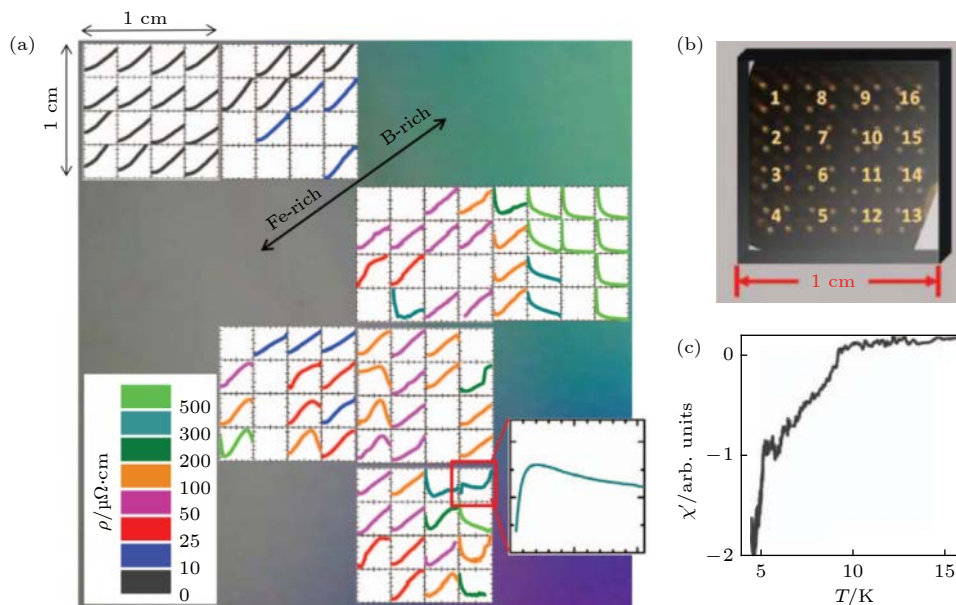 (a)
1 cm
1 cm
B-rich
Fe-rich
ρ/μΩ·cm
500
300
200
100
50
25
10
0
(b)
1 8 9 16
2 7 10 15
3 6 11 14
4 5 12 13
1 cm
(c)
χ′/arb. units
0
−1
−2
5 10 15
T/K